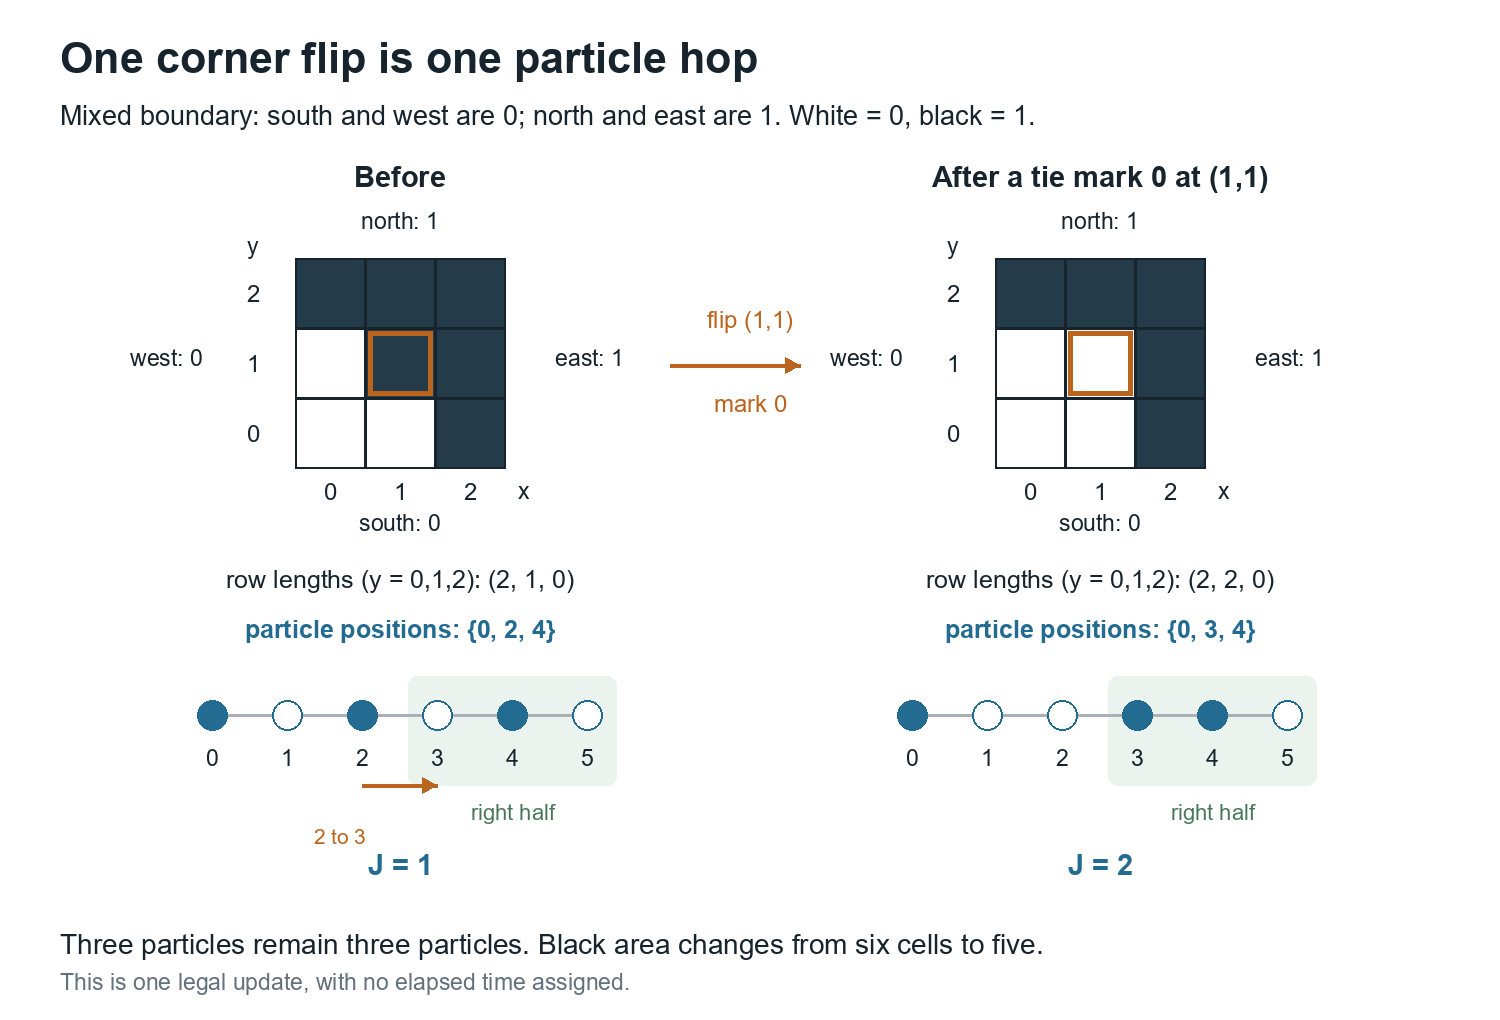 One corner flip is one particle hop
Mixed boundary: south and west are 0; north and east are 1. White = 0, black = 1.
Before
north: 1
y
2
west: 0
1
east: 1
0
0 1 2 x
south: 0
row lengths (y = 0,1,2): (2, 1, 0)
particle positions: {0, 2, 4}
0 1 2 3 4 5
right half
2 to 3
J = 1
flip (1,1)
mark 0
After a tie mark 0 at (1,1)
north: 1
y
2
west: 0
1
east: 1
0
0 1 2 x
south: 0
row lengths (y = 0,1,2): (2, 2, 0)
particle positions: {0, 3, 4}
0 1 2 3 4 5
right half
J = 2
Three particles remain three particles. Black area changes from six cells to five.
This is one legal update, with no elapsed time assigned.